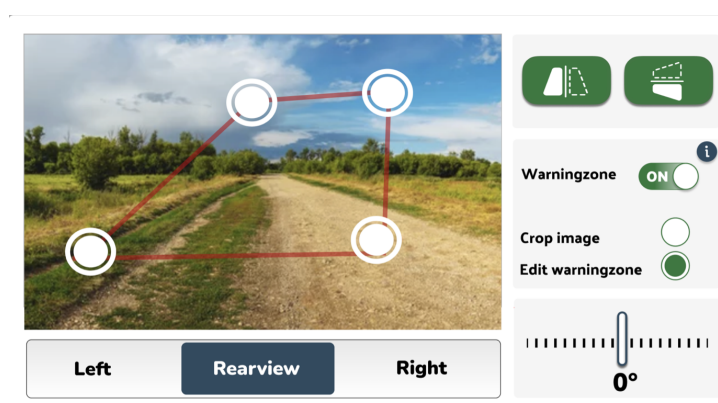 i
Warningzone
ON
Crop image
Edit warningzone
Left
Rearview
Right
0°